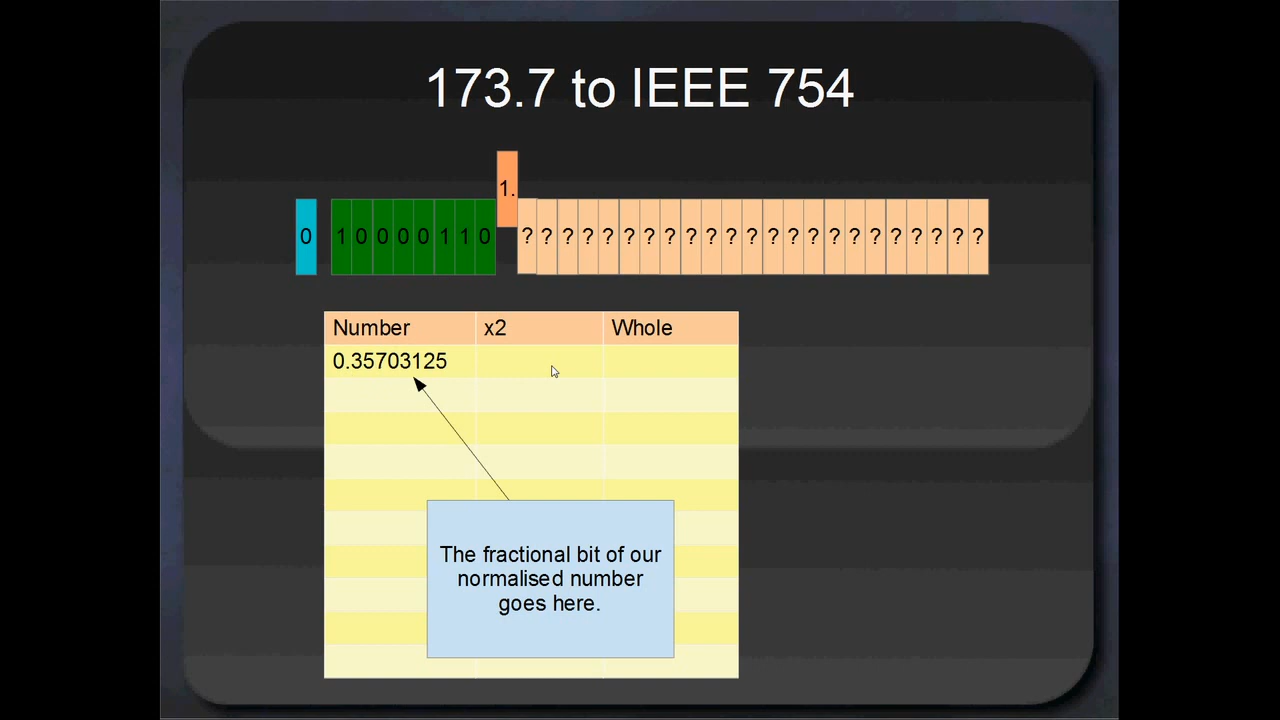 173.7 to IEEE 754
1.
0 1 0 0 0 0 1 1 0 ? ? ? ? ? ? ? ? ? ? ? ? ? ? ? ? ? ? ? ? ? ? ?
Number x2 Whole
0.35703125
The fractional bit of our
normalised number
goes here.